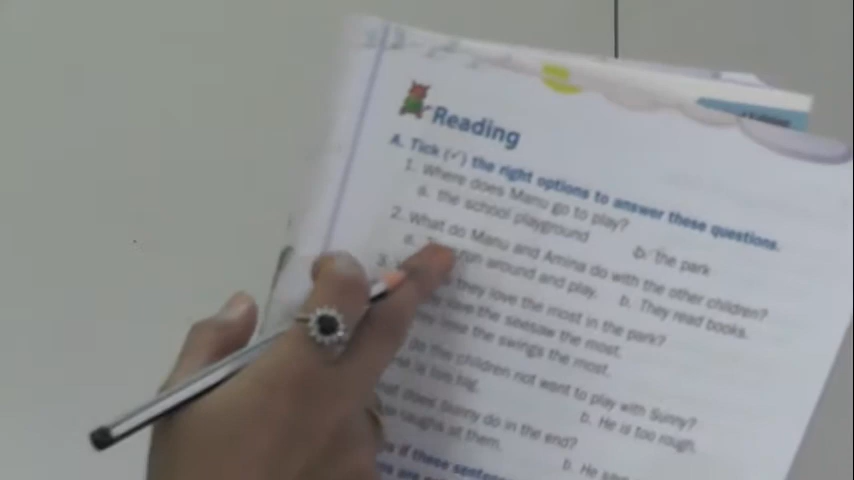 Reading
A. Tick (✓) the right options to answer these questions.
1. Where does Manu go to play?
a. the school playground b. the park
2. What do Manu and Amina do with the other children?
a. run around and play. b. They read books.
3. they love the most in the park?
love the seesaw the most.
love the swings the most.
the children not want to play with Sunny?
is too big. b. He is too rough.
does Sunny do in the end?
laughs at them. b. He
if these